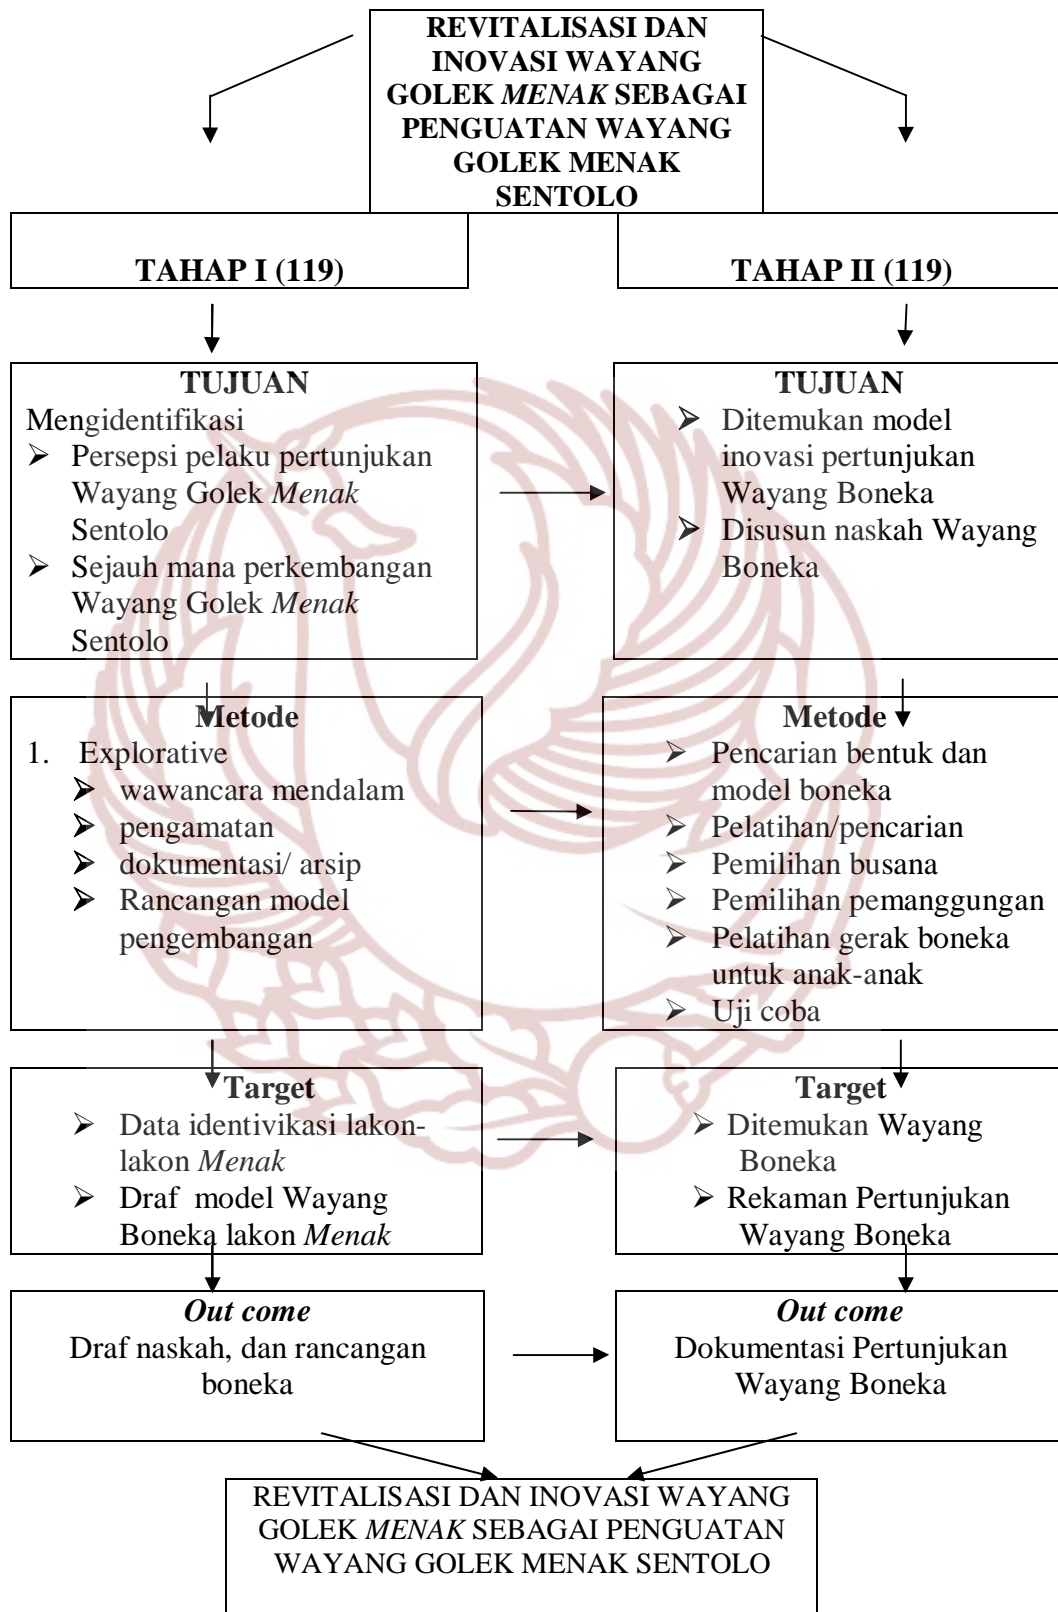 REVITALISASI DAN
INOVASI WAYANG
GOLEK MENAK SEBAGAI
PENGUATAN WAYANG
GOLEK MENAK
SENTOLO
TAHAP I (119)
TAHAP II (119)
TUJUAN
Mengidentifikasi
➢ Persepsi pelaku pertunjukan
Wayang Golek Menak
Sentolo
➢ Sejauh mana perkembangan
Wayang Golek Menak
Sentolo
TUJUAN
➢ Ditemukan model
inovasi pertunjukan
Wayang Boneka
➢ Disusun naskah Wayang
Boneka
Metode
1. Explorative
➢ wawancara mendalam
➢ pengamatan
➢ dokumentasi/ arsip
➢ Rancangan model
pengembangan
Metode
➢ Pencarian bentuk dan
model boneka
➢ Pelatihan/pencarian
➢ Pemilihan busana
➢ Pemilihan pemanggungan
➢ Pelatihan gerak boneka
untuk anak-anak
➢ Uji coba
Target
➢ Data identivikasi lakon-
lakon Menak
➢ Draf model Wayang
Boneka lakon Menak
Target
➢ Ditemukan Wayang
Boneka
➢ Rekaman Pertunjukan
Wayang Boneka
Out come
Draf naskah, dan rancangan
boneka
Out come
Dokumentasi Pertunjukan
Wayang Boneka
REVITALISASI DAN INOVASI WAYANG
GOLEK MENAK SEBAGAI PENGUATAN
WAYANG GOLEK MENAK SENTOLO